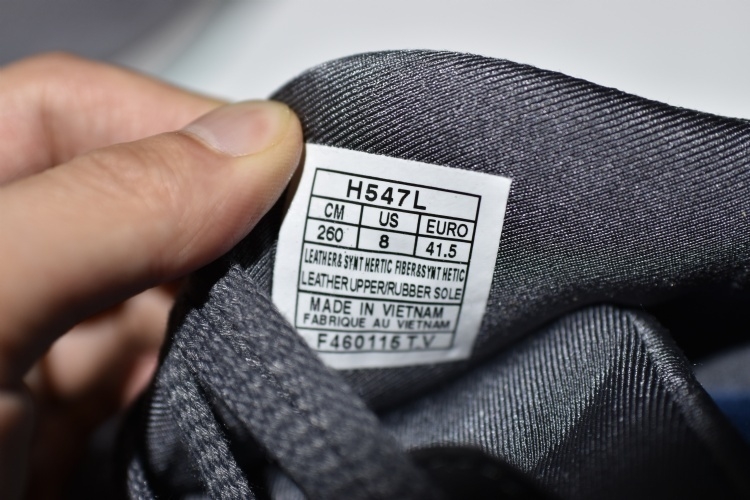 H547L
CM US EURO
260 8 41.5
LEATHER & SYNT HERTIC FIBER&SYNT HETIC
LEATHER UPPER/RUBBER SOLE
MADE IN VIETNAM
FABRIQUE AU VIETNAM
F460115 T.V